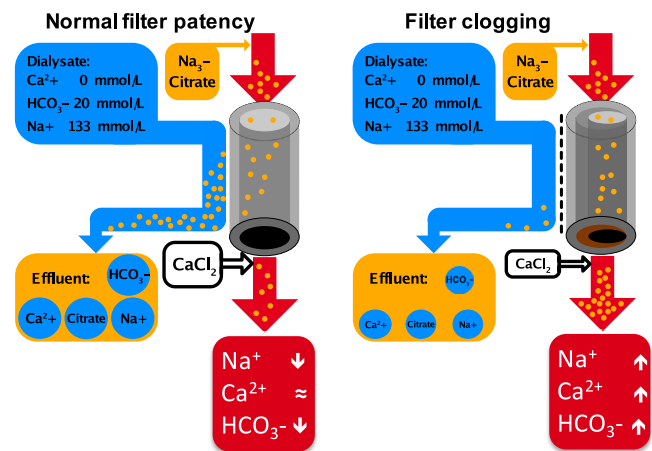 Normal filter patency
Dialysate:
Ca²+ 0 mmol/L
HCO₃– 20 mmol/L
Na+ 133 mmol/L
Na₃–
Citrate
CaCl₂
Effluent:
HCO₃–
Ca²+
Citrate
Na+
Na⁺ ↓
Ca²⁺ ≈
HCO₃- ↓
Filter clogging
Dialysate:
Ca²+ 0 mmol/L
HCO₃– 20 mmol/L
Na+ 133 mmol/L
Na₃–
Citrate
CaCl₂
Effluent:
HCO₃–
Ca²+
Citrate
Na+
Na⁺ ↑
Ca²⁺ ↑
HCO₃- ↑